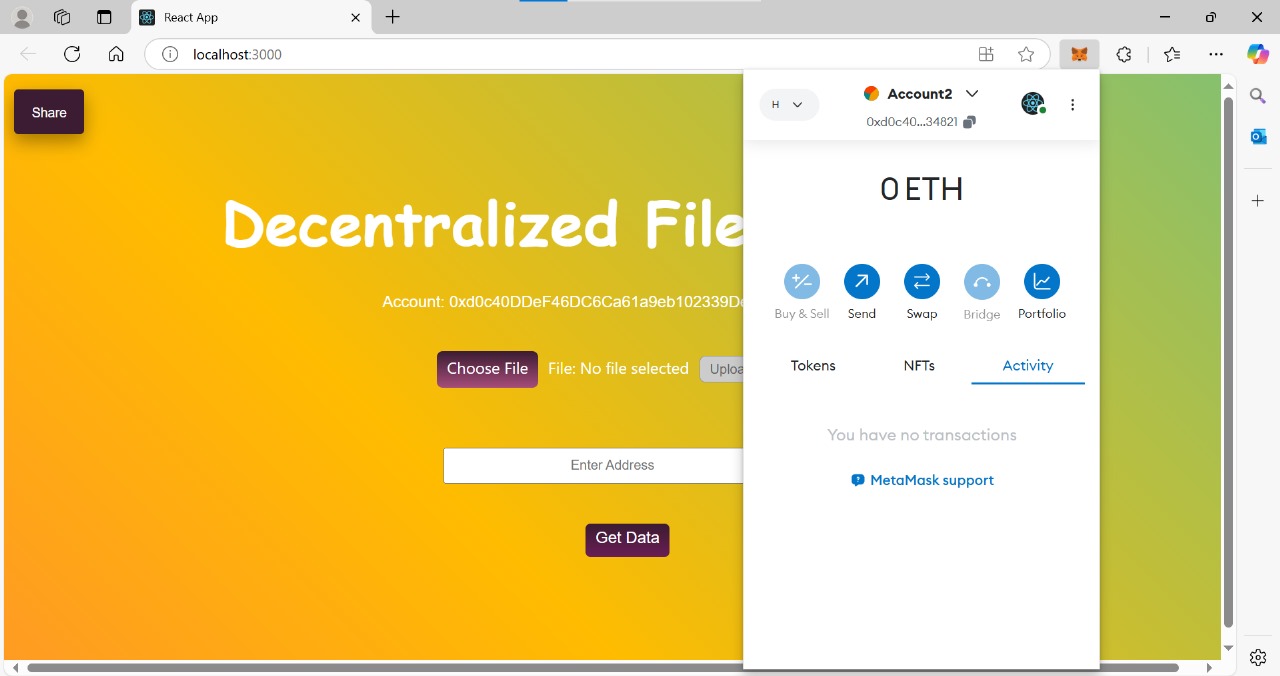 React App
localhost:3000
Share
Decentralized File
Account: 0xd0c40DDeF46DC6Ca61a9eb102339D
Choose File
File: No file selected
Uploa
Enter Address
Get Data
H
Account2
0xd0c40...34821
0 ETH
Buy & Sell
Send
Swap
Bridge
Portfolio
Tokens
NFTs
Activity
You have no transactions
MetaMask support